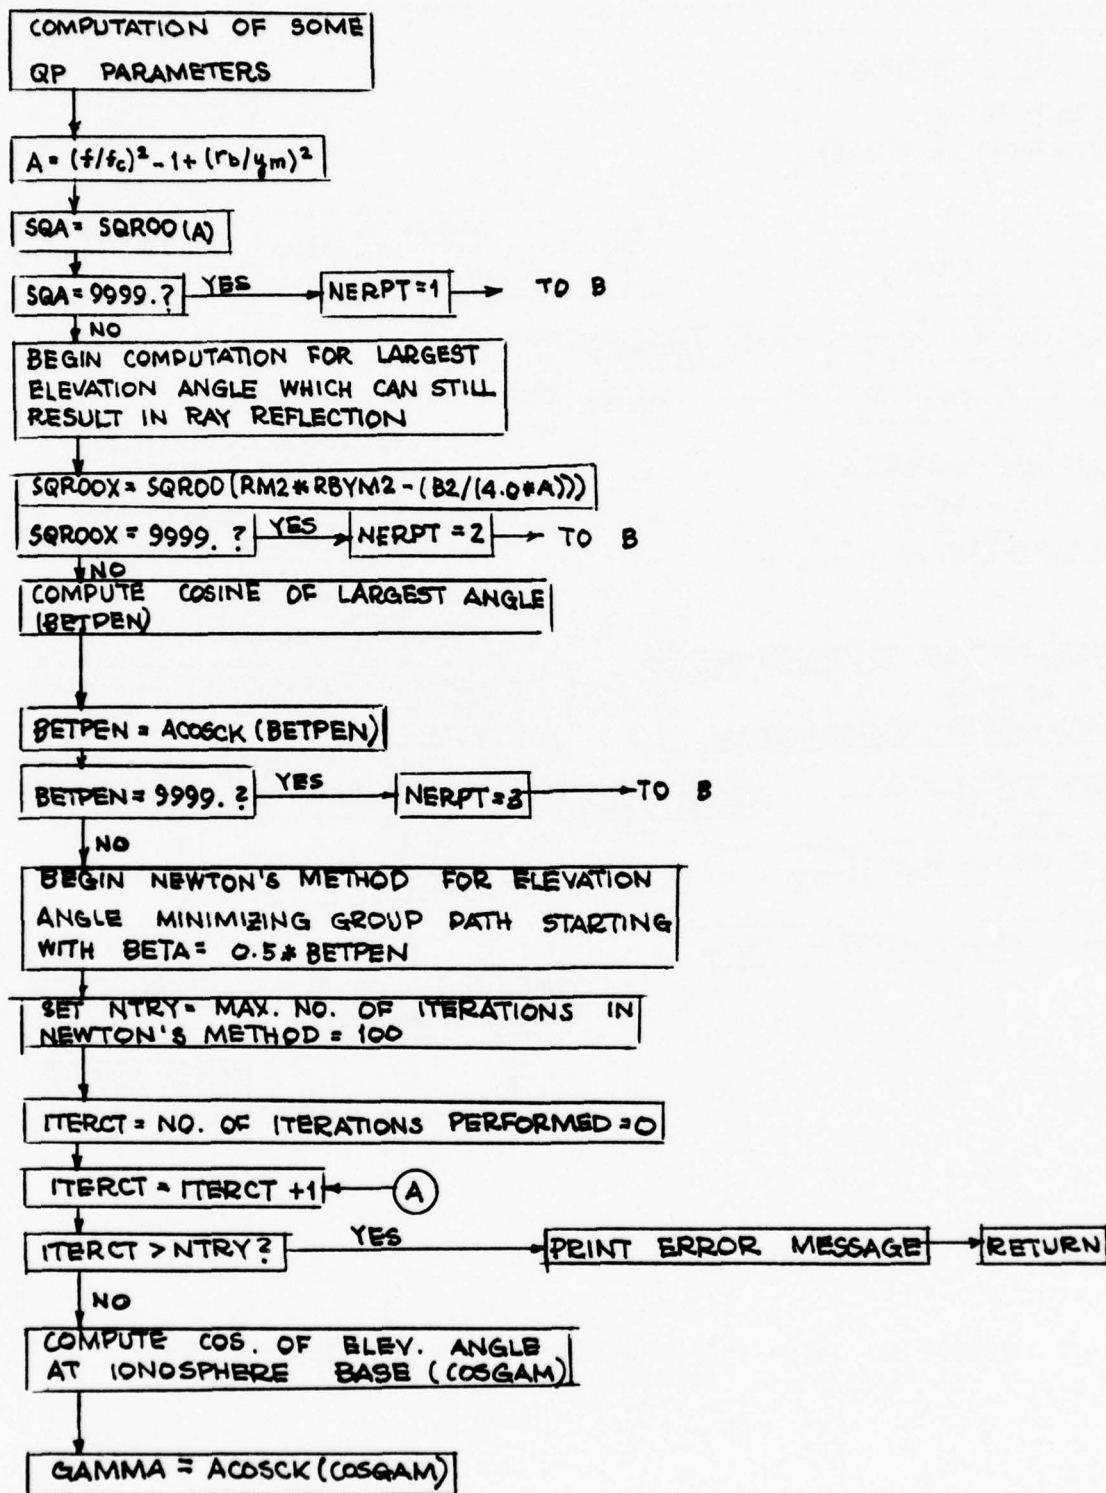 COMPUTATION OF SOME
QP PARAMETERS
A = (f/fc)² - 1 + (rb/ym)²
SQA = SQROO(A)
SQA = 9999.? YES NERPT = 1 TO B
NO
BEGIN COMPUTATION FOR LARGEST
ELEVATION ANGLE WHICH CAN STILL
RESULT IN RAY REFLECTION
SQROOX = SQROO(RM2*RBYM2-(B2/(4.0*A)))
SQROOX = 9999. ? YES NERPT = 2 TO B
NO
COMPUTE COSINE OF LARGEST ANGLE
(BETPEN)
BETPEN = ACOSCK (BETPEN)
BETPEN = 9999. ? YES NERPT = 3 TO B
NO
BEGIN NEWTON'S METHOD FOR ELEVATION
ANGLE MINIMIZING GROUP PATH STARTING
WITH BETA = 0.5* BETPEN
SET NTRY = MAX. NO. OF ITERATIONS IN
NEWTON'S METHOD = 100
ITERCT = NO. OF ITERATIONS PERFORMED = 0
ITERCT = ITERCT +1 A
ITERCT > NTRY? YES PRINT ERROR MESSAGE RETURN
NO
COMPUTE COS. OF ELEV. ANGLE
AT IONOSPHERE BASE (COSGAM)
GAMMA = ACOSCK (COSGAM)